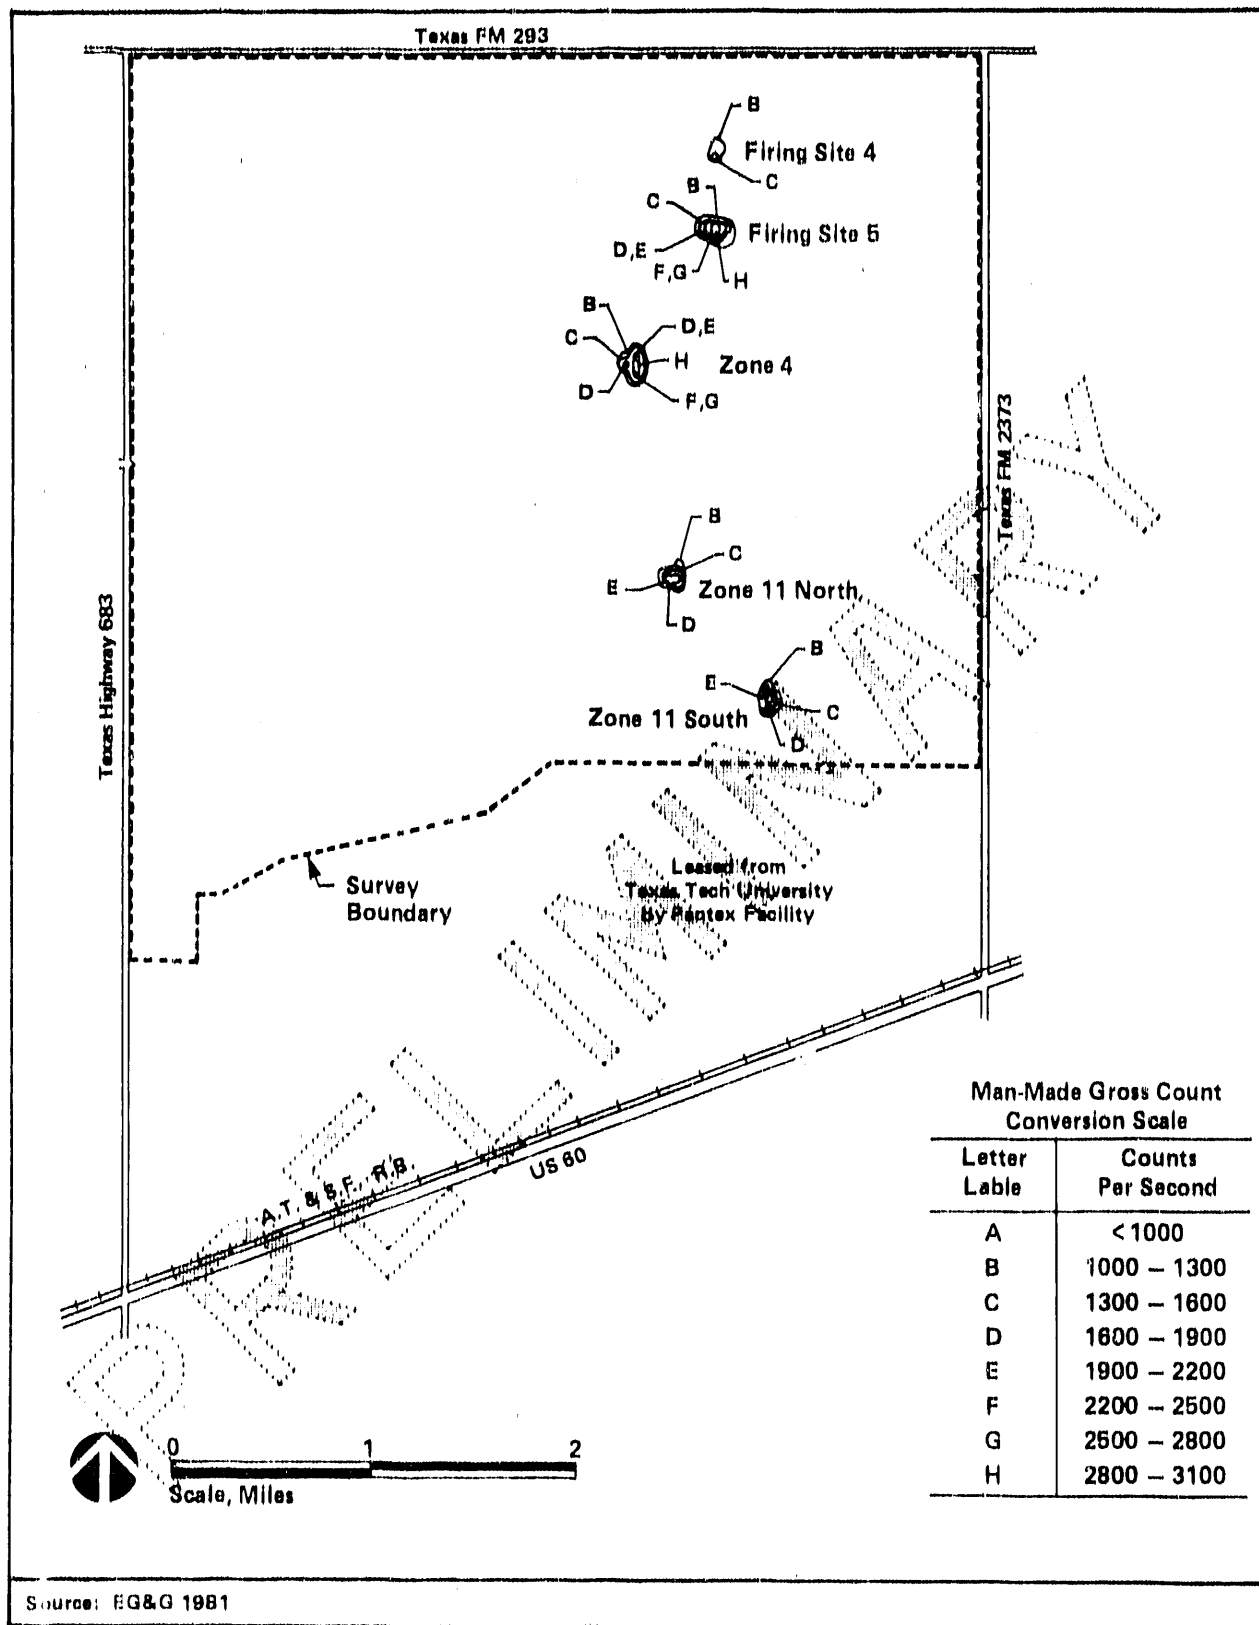 Texas FM 293
B
Firing Site 4
C
B
C
Firing Site 5
D,E
F,G
H
B
D,E
C
H
Zone 4
D
F,G
Texas FM 2373
B
C
E
Zone 11 North
D
Texas Highway 683
B
E
C
Zone 11 South
D
Survey
Boundary
Leased from
Texas Tech University
by Pantex Facility
PRELIMINARY
A.T. & S.F. R.R.
US 60
Man-Made Gross Count
Conversion Scale
Letter Counts
Lable Per Second
A <1000
B 1000 – 1300
C 1300 – 1600
D 1600 – 1900
E 1900 – 2200
F 2200 – 2500
G 2500 – 2800
H 2800 – 3100
0 1 2
Scale, Miles
Source: EG&G 1981